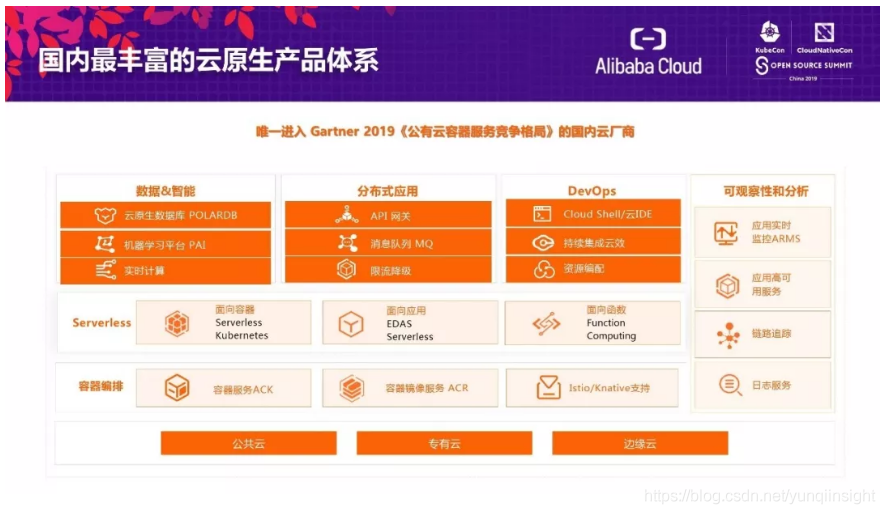 国内最丰富的云原生产品体系
Alibaba Cloud
KubeCon
CloudNativeCon
OPEN SOURCE SUMMIT
China 2019
唯一进入 Gartner 2019《公有云容器服务竞争格局》的国内云厂商
数据&智能
云原生数据库 POLARDB
机器学习平台 PAI
实时计算
分布式应用
API 网关
消息队列 MQ
限流降级
DevOps
Cloud Shell/云IDE
持续集成云效
资源编配
可观察性和分析
应用实时
监控ARMS
应用高可
用服务
链路追踪
日志服务
Serverless
面向容器
Serverless
Kubernetes
面向应用
EDAS
Serverless
面向函数
Function
Computing
容器编排
容器服务ACK
容器镜像服务 ACR
Istio/Knative支持
公共云
专有云
边缘云
https://blog.csdn.net/yunqiinsight